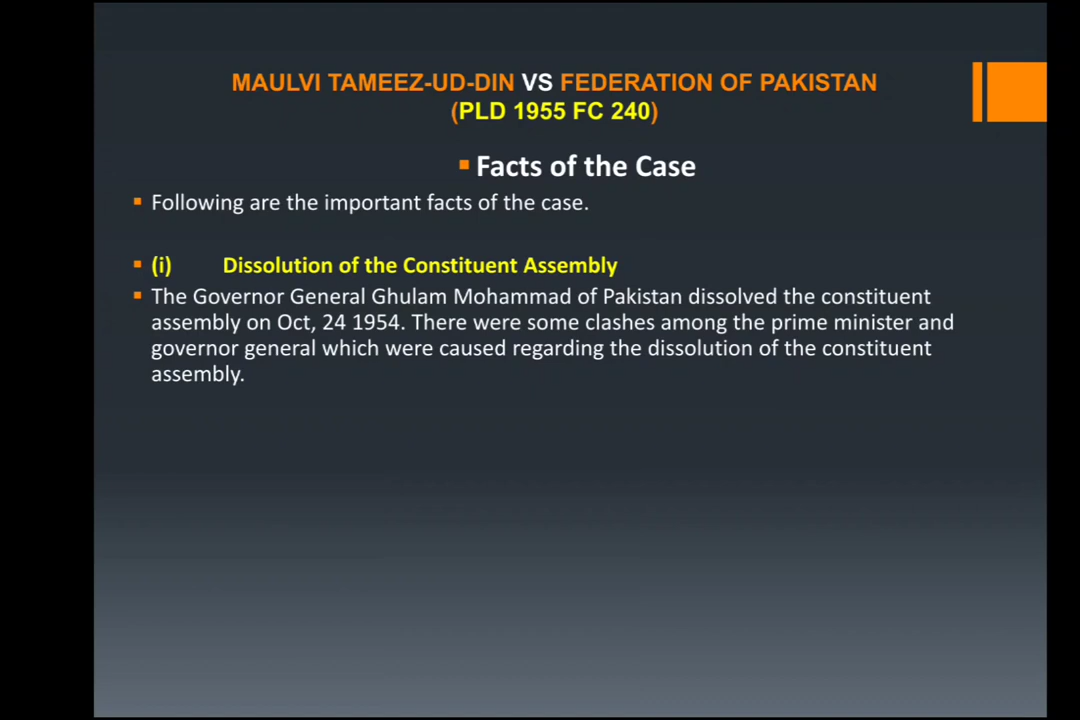 MAULVI TAMEEZ-UD-DIN VS FEDERATION OF PAKISTAN
(PLD 1955 FC 240)
Facts of the Case
Following are the important facts of the case.
(i) Dissolution of the Constituent Assembly
The Governor General Ghulam Mohammad of Pakistan dissolved the constituent
assembly on Oct, 24 1954. There were some clashes among the prime minister and
governor general which were caused regarding the dissolution of the constituent
assembly.